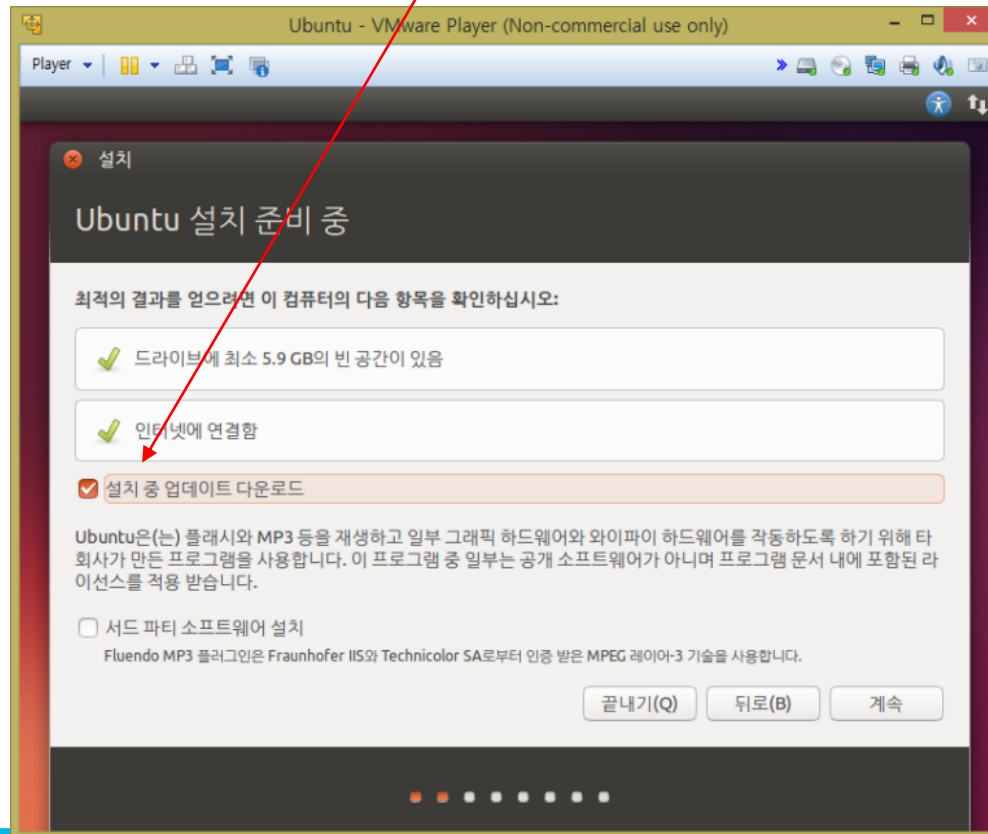 Ubuntu - VMware Player (Non-commercial use only)
Player
설치
Ubuntu 설치 준비 중
최적의 결과를 얻으려면 이 컴퓨터의 다음 항목을 확인하십시오:
드라이브에 최소 5.9 GB의 빈 공간이 있음
인터넷에 연결함
설치 중 업데이트 다운로드
Ubuntu은(는) 플래시와 MP3 등을 재생하고 일부 그래픽 하드웨어와 와이파이 하드웨어를 작동하도록 하기 위해 타
회사가 만든 프로그램을 사용합니다. 이 프로그램 중 일부는 공개 소프트웨어가 아니며 프로그램 문서 내에 포함된 라
이선스를 적용 받습니다.
서드 파티 소프트웨어 설치
Fluendo MP3 플러그인은 Fraunhofer IIS와 Technicolor SA로부터 인증 받은 MPEG 레이어-3 기술을 사용합니다.
끝내기(Q) 뒤로(B) 계속